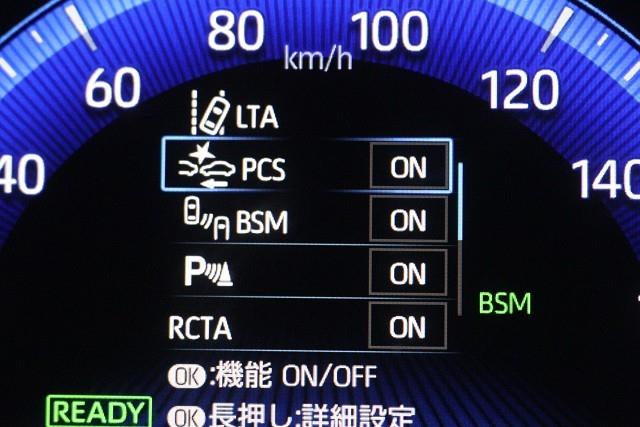 80 100
km/h
60 120
40 140
LTA
PCS ON
BSM ON
P ON
BSM
RCTA ON
OK:機能 ON/OFF
READY
OK長押し:詳細設定